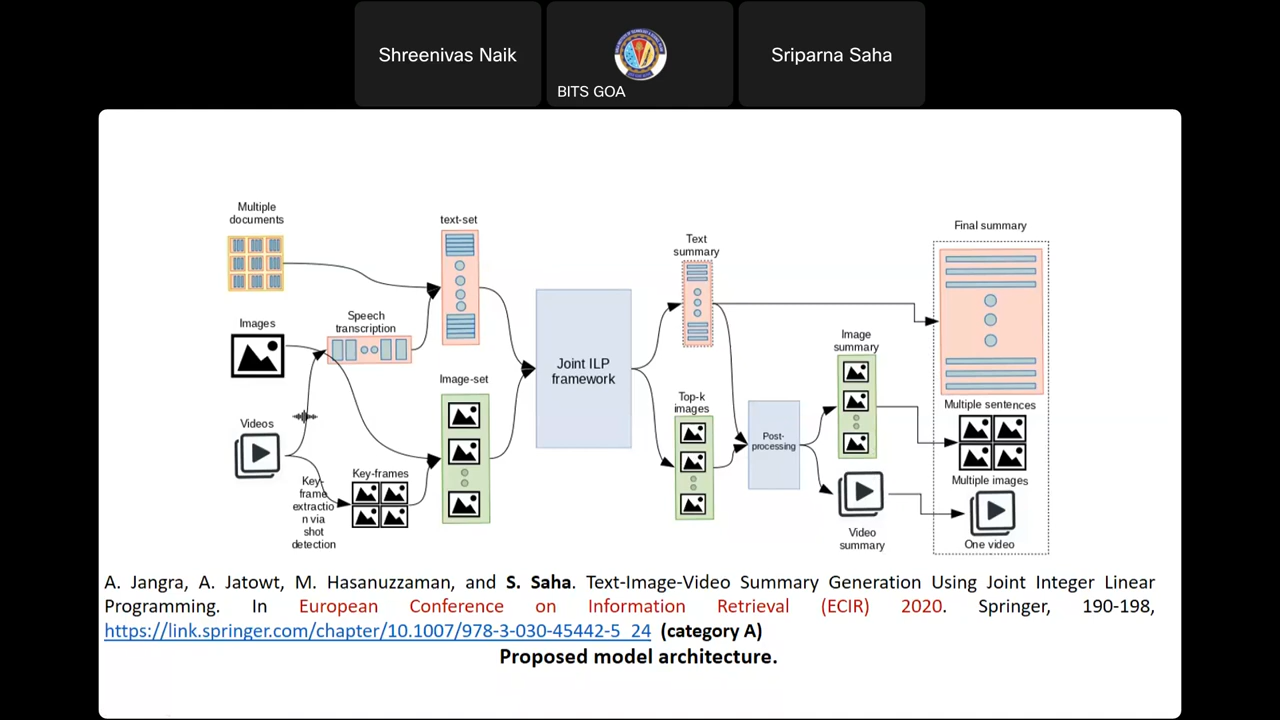 Shreenivas Naik
BITS GOA
Sriparna Saha
Multiple
documents
text-set
Final summary
Text
summary
Images
Speech
transcription
Image
summary
Joint ILP
framework
Image-set
Top-k
images
Multiple sentences
Videos
Post-
processing
Key-
frame
extractio
n via
shot
detection
Key-frames
Multiple images
Video
summary
One video
A. Jangra, A. Jatowt, M. Hasanuzzaman, and S. Saha. Text-Image-Video Summary Generation Using Joint Integer Linear
Programming. In European Conference on Information Retrieval (ECIR) 2020. Springer, 190-198,
https://link.springer.com/chapter/10.1007/978-3-030-45442-5_24 (category A)
Proposed model architecture.